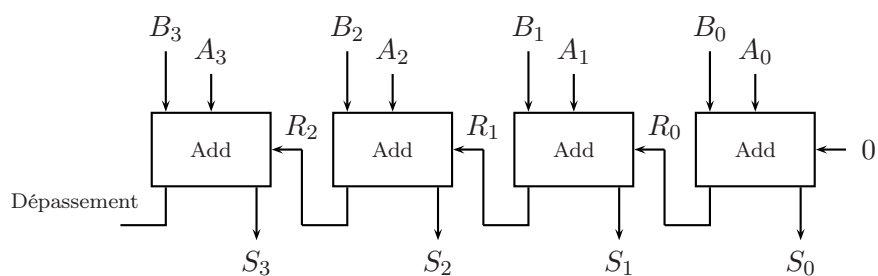 B₃ B₂ B₁ B₀
A₃ A₂ A₁ A₀
R₂ R₁ R₀
Add Add Add Add 0
Dépassement
S₃ S₂ S₁ S₀